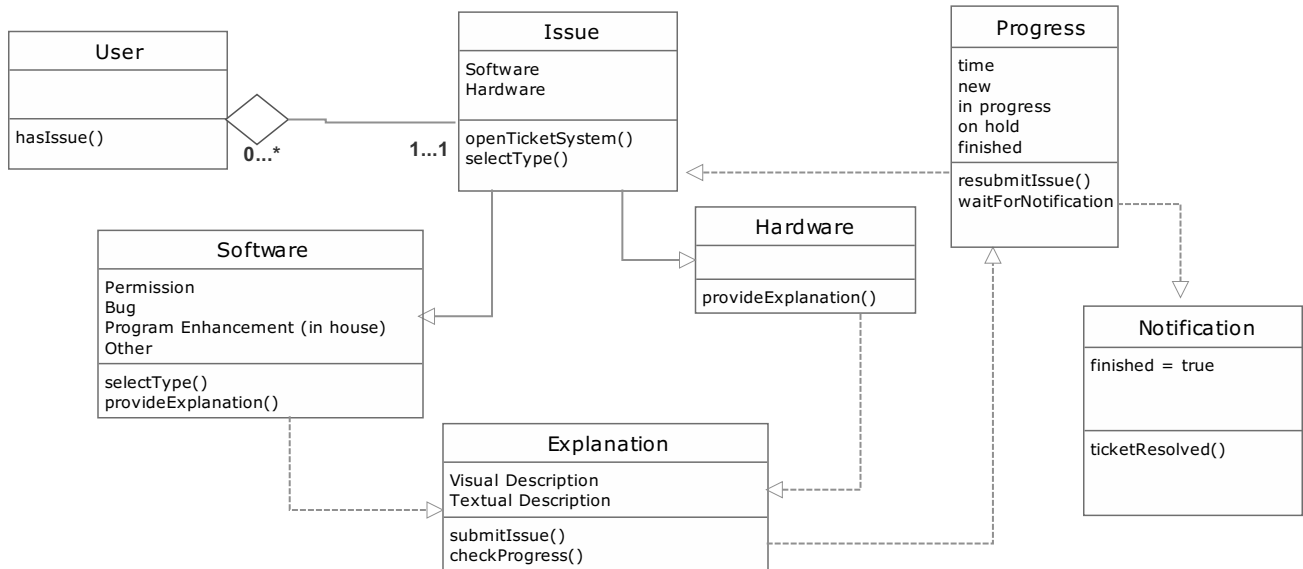 User
hasIssue()
0...*
1...1
Issue
Software
Hardware
openTicketSystem()
selectType()
Progress
time
new
in progress
on hold
finished
resubmitIssue()
waitForNotification
Software
Permission
Bug
Program Enhancement (in house)
Other
selectType()
provideExplanation()
Hardware
provideExplanation()
Notification
finished = true
ticketResolved()
Explanation
Visual Description
Textual Description
submitIssue()
checkProgress()